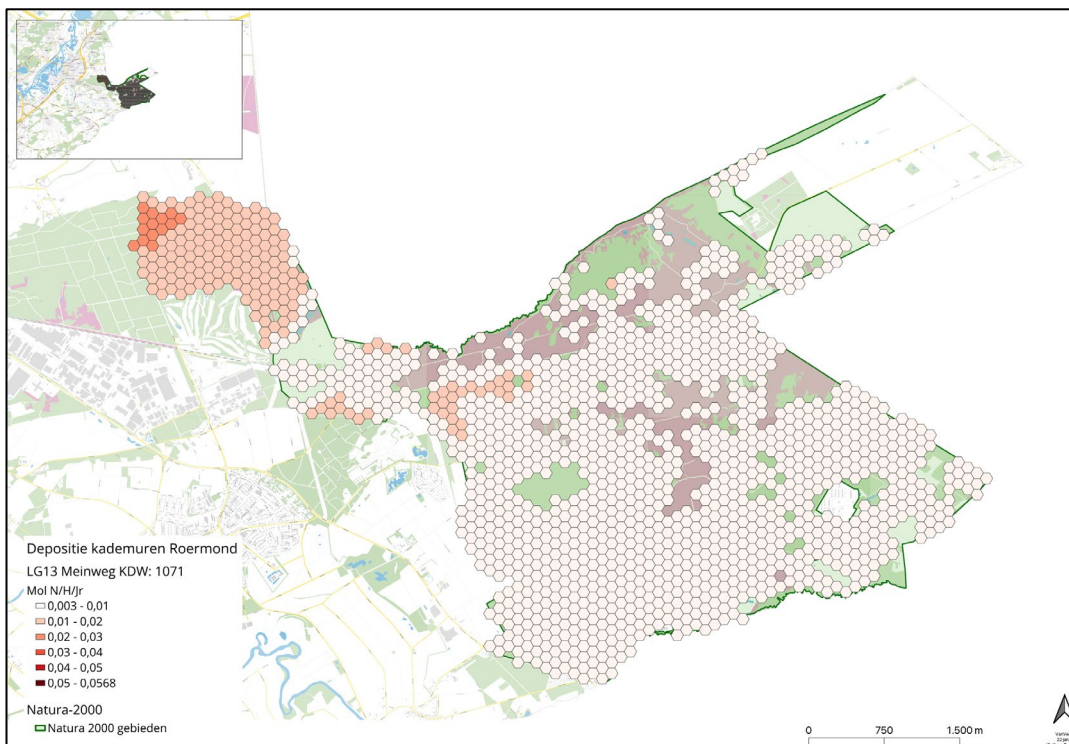 Depositie kademuren Roermond
LG13 Meinweg KDW: 1071
Mol N/H/Jr
0,003 - 0,01
0,01 - 0,02
0,02 - 0,03
0,03 - 0,04
0,04 - 0,05
0,05 - 0,0568
Natura-2000
Natura 2000 gebieden
0 750 1.500 m